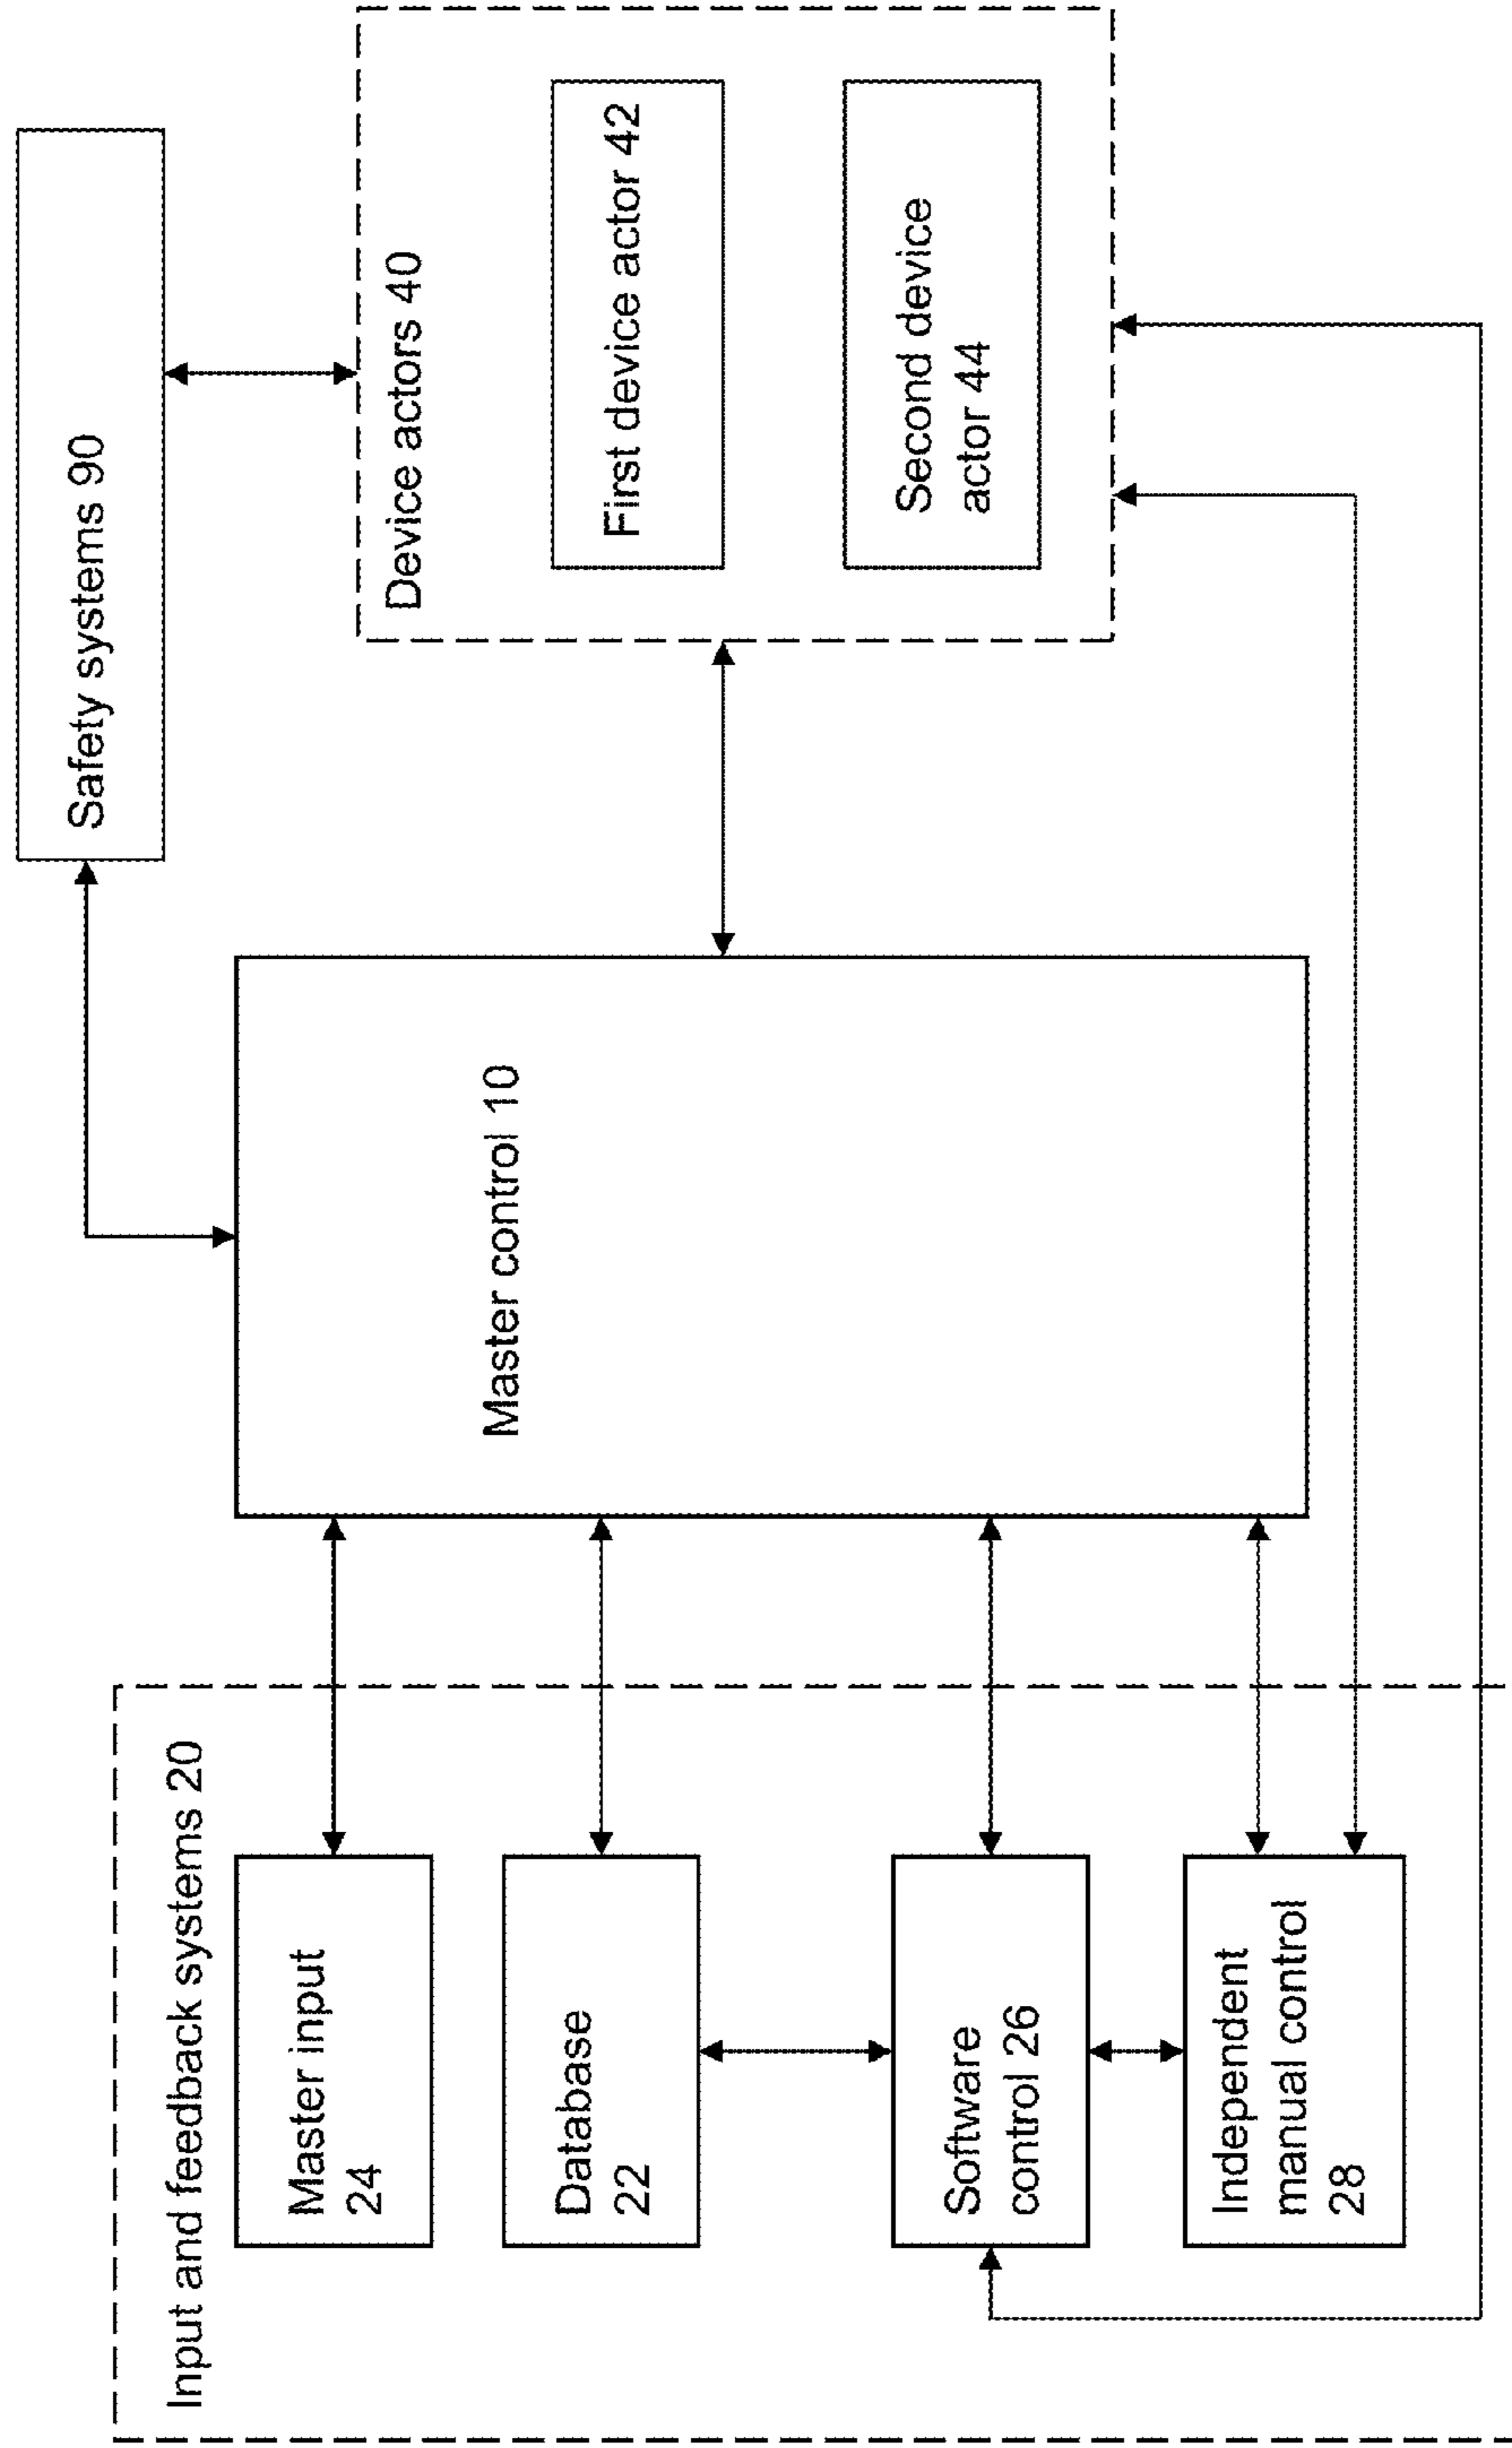 Safety systems 90
Input and feedback systems 20
Master input
24
Database
22
Software
control 26
Independent
manual control
28
Master control 10
Device actors 40
First device actor 42
Second device
actor 44